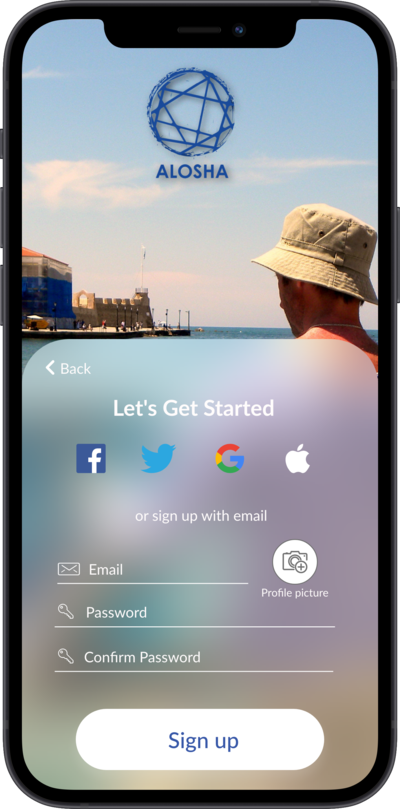 ALOSHA
Back
Let's Get Started
or sign up with email
Email
Profile picture
Password
Confirm Password
Sign up